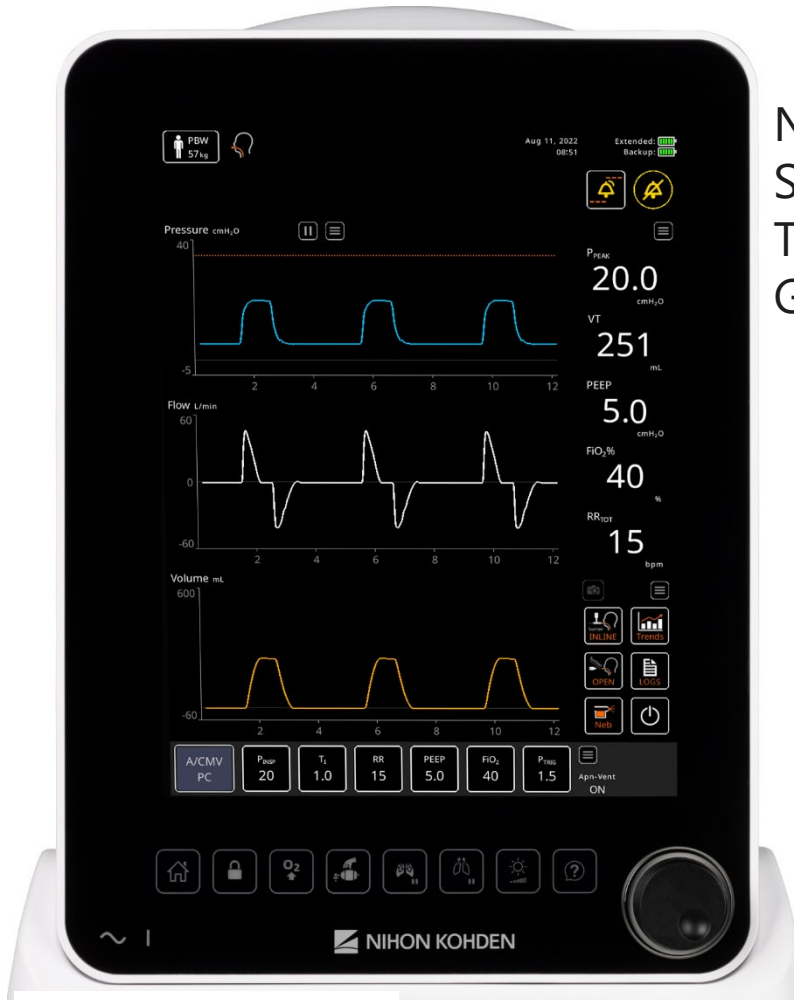 PBW
57kg
Aug 11, 2022
08:51
Extended:
Backup:
Pressure cmH₂O
40
-5
2 4 6 8 10 12
PPEAK
20.0
cmH₂O
VT
251
mL
PEEP
5.0
cmH₂O
FiO₂%
40
%
RRTOT
15
bpm
Flow L/min
60
0
-60
2 4 6 8 10 12
Volume mL
600
-60
2 4 6 8 10 12
INLINE
Trends
OPEN
LOGS
Neb
A/CMV
PC
PINSP
20
TI
1.0
RR
15
PEEP
5.0
FiO₂
40
PTRIG
1.5
Apn-Vent
ON
O₂
NIHON KOHDEN
N
S
T
G